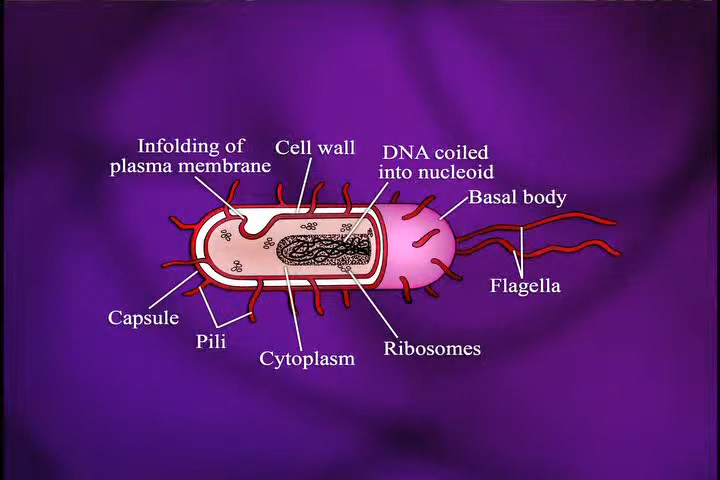 Infolding of
plasma membrane
Cell wall
DNA coiled
into nucleoid
Basal body
Flagella
Capsule
Pili
Cytoplasm
Ribosomes